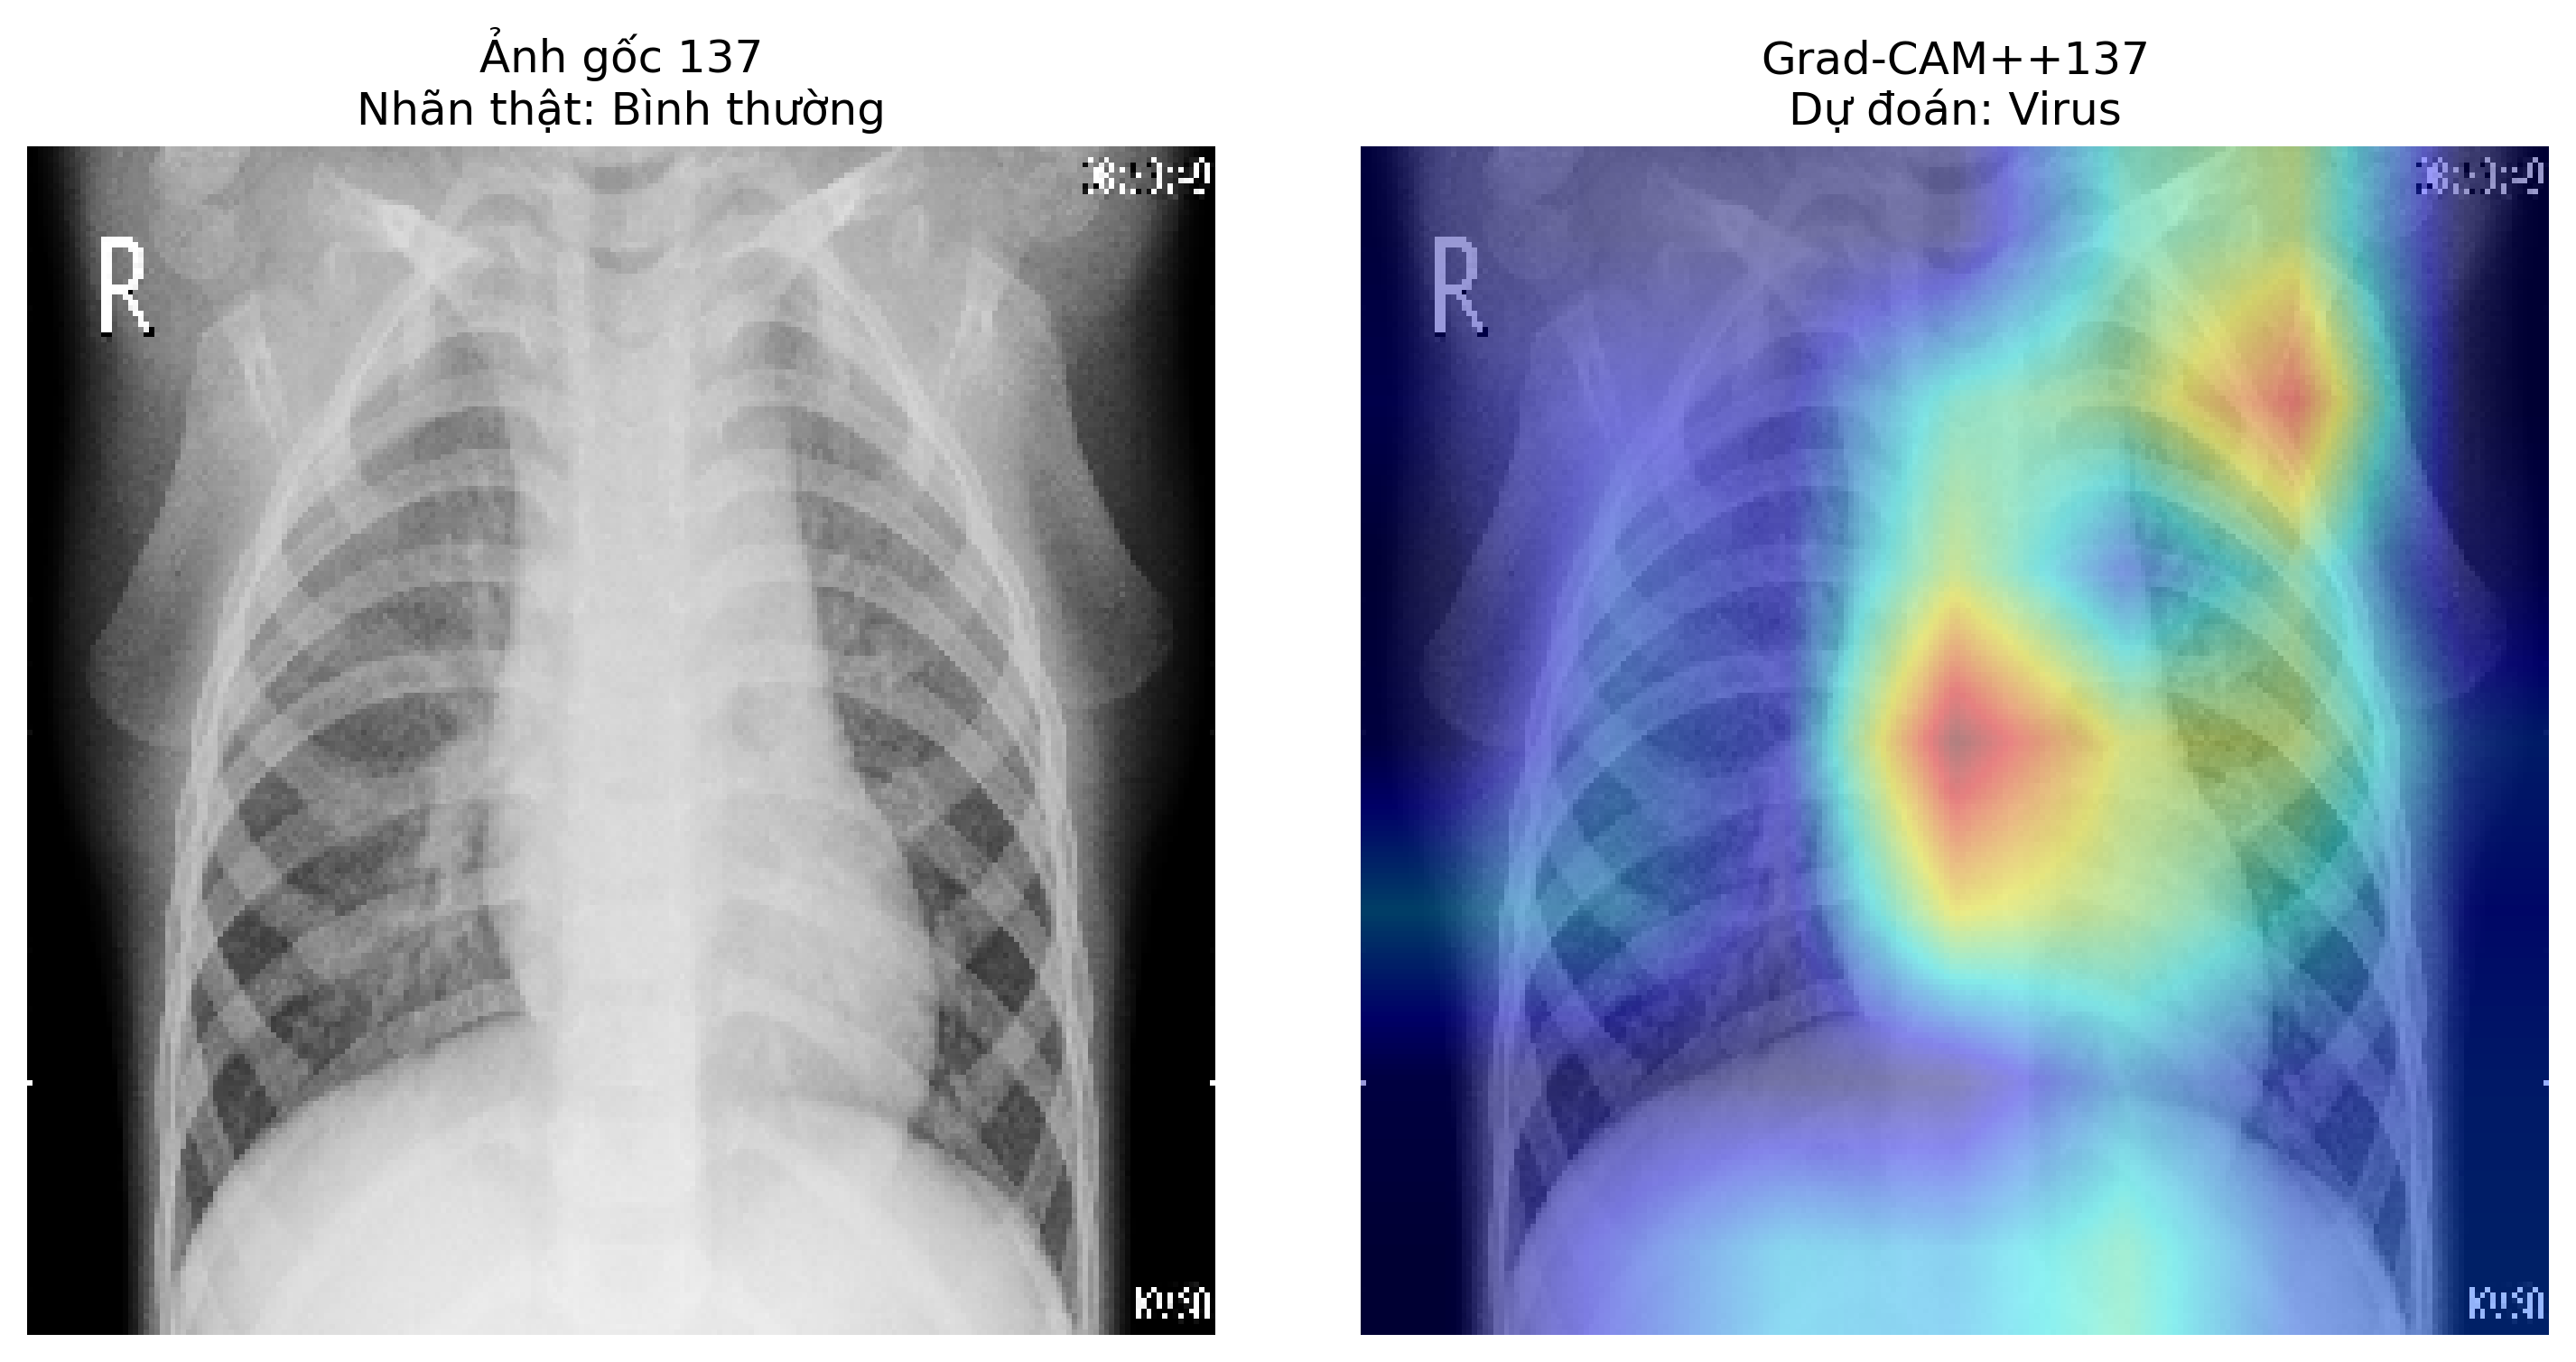 Ảnh gốc 137
Nhãn thật: Bình thường
Grad-CAM++137
Dự đoán: Virus
R
R